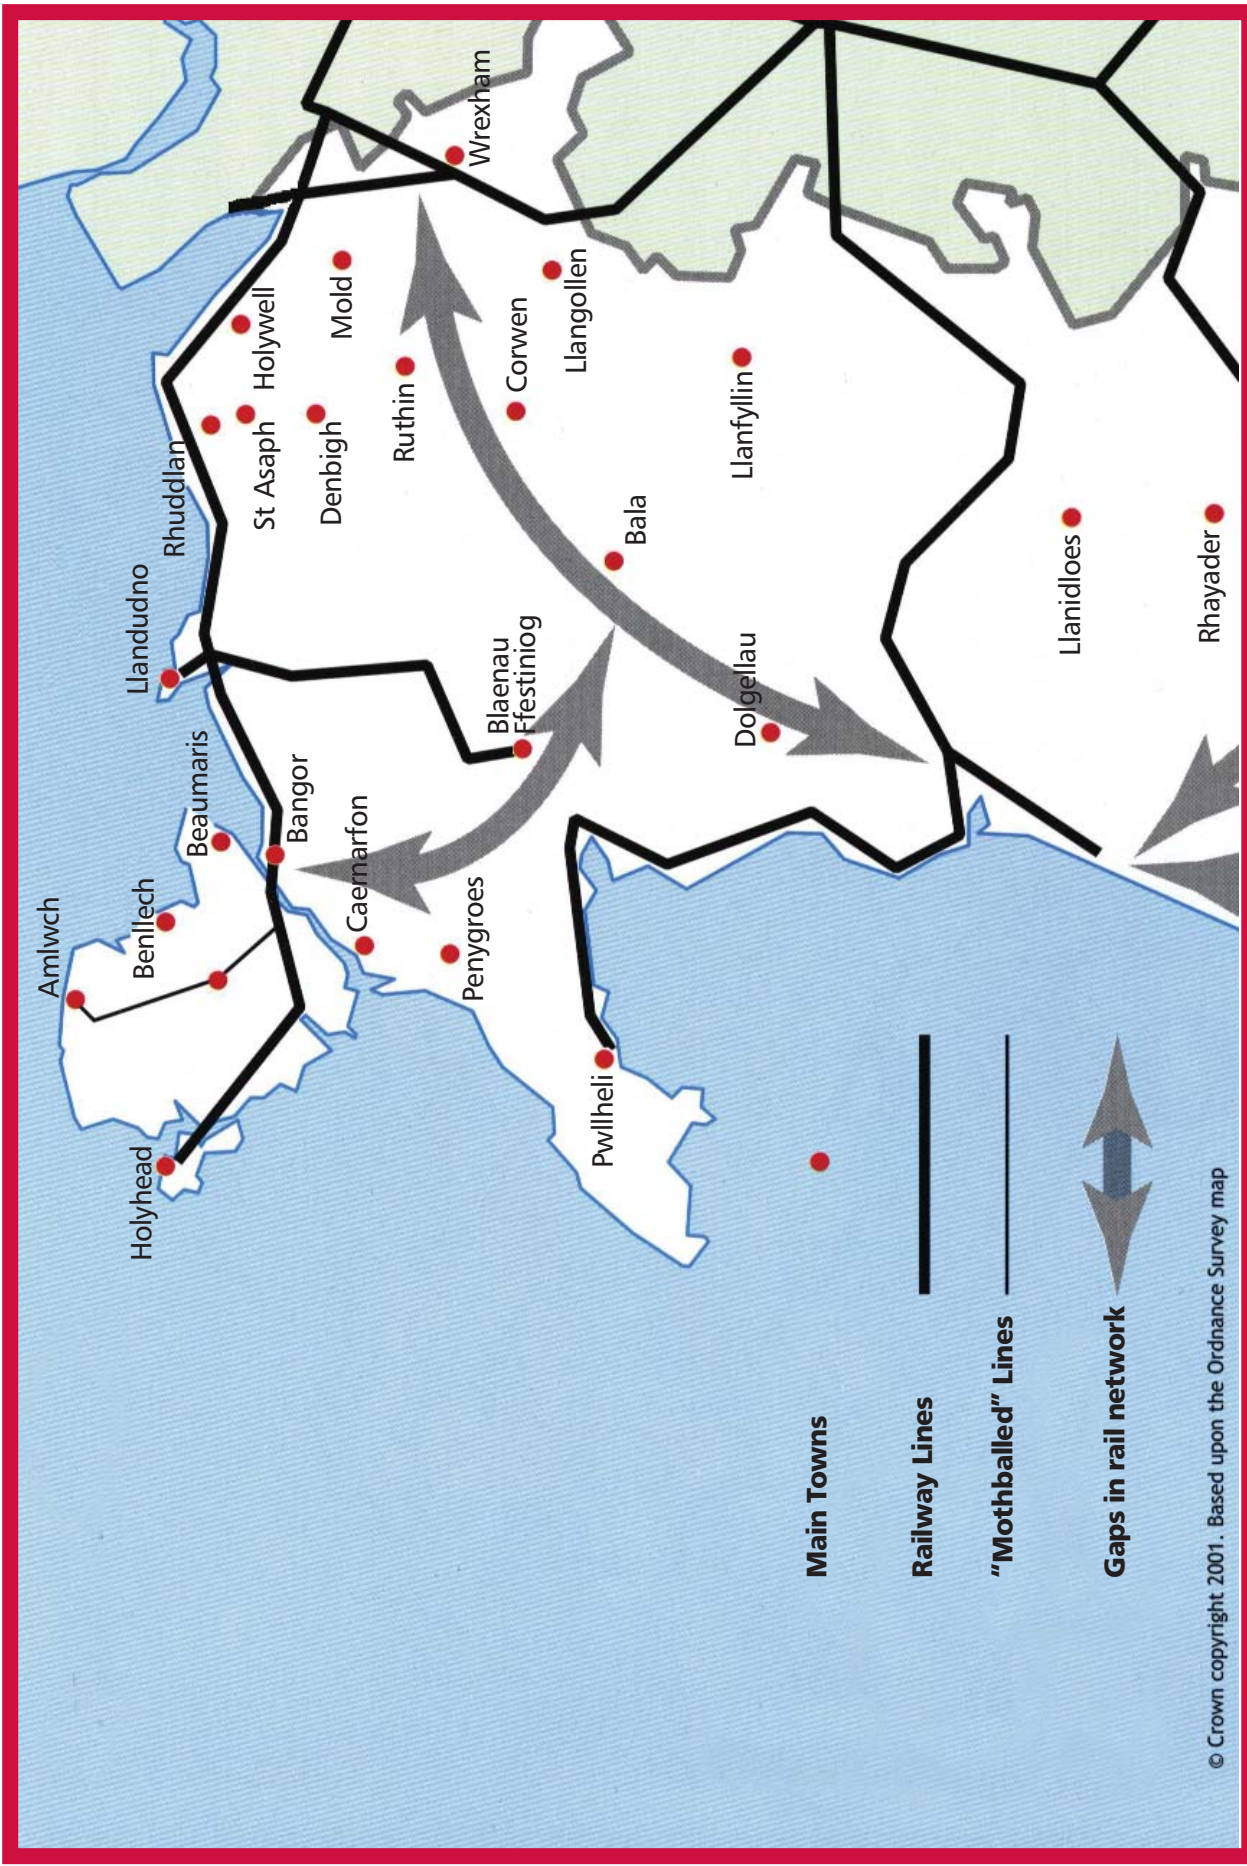 Amlwch
Holyhead
Benllech
Beaumaris
Llandudno
Rhuddlan
Bangor
St Asaph
Holywell
Caernarfon
Denbigh
Mold
Penygroes
Ruthin
Wrexham
Blaenau
Ffestiniog
Corwen
Llangollen
Pwllheli
Bala
Dolgellau
Llanfyllin
Llanidloes
Rhayader
Main Towns
Railway Lines
"Mothballed" Lines
Gaps in rail network
© Crown copyright 2001. Based upon the Ordnance Survey map